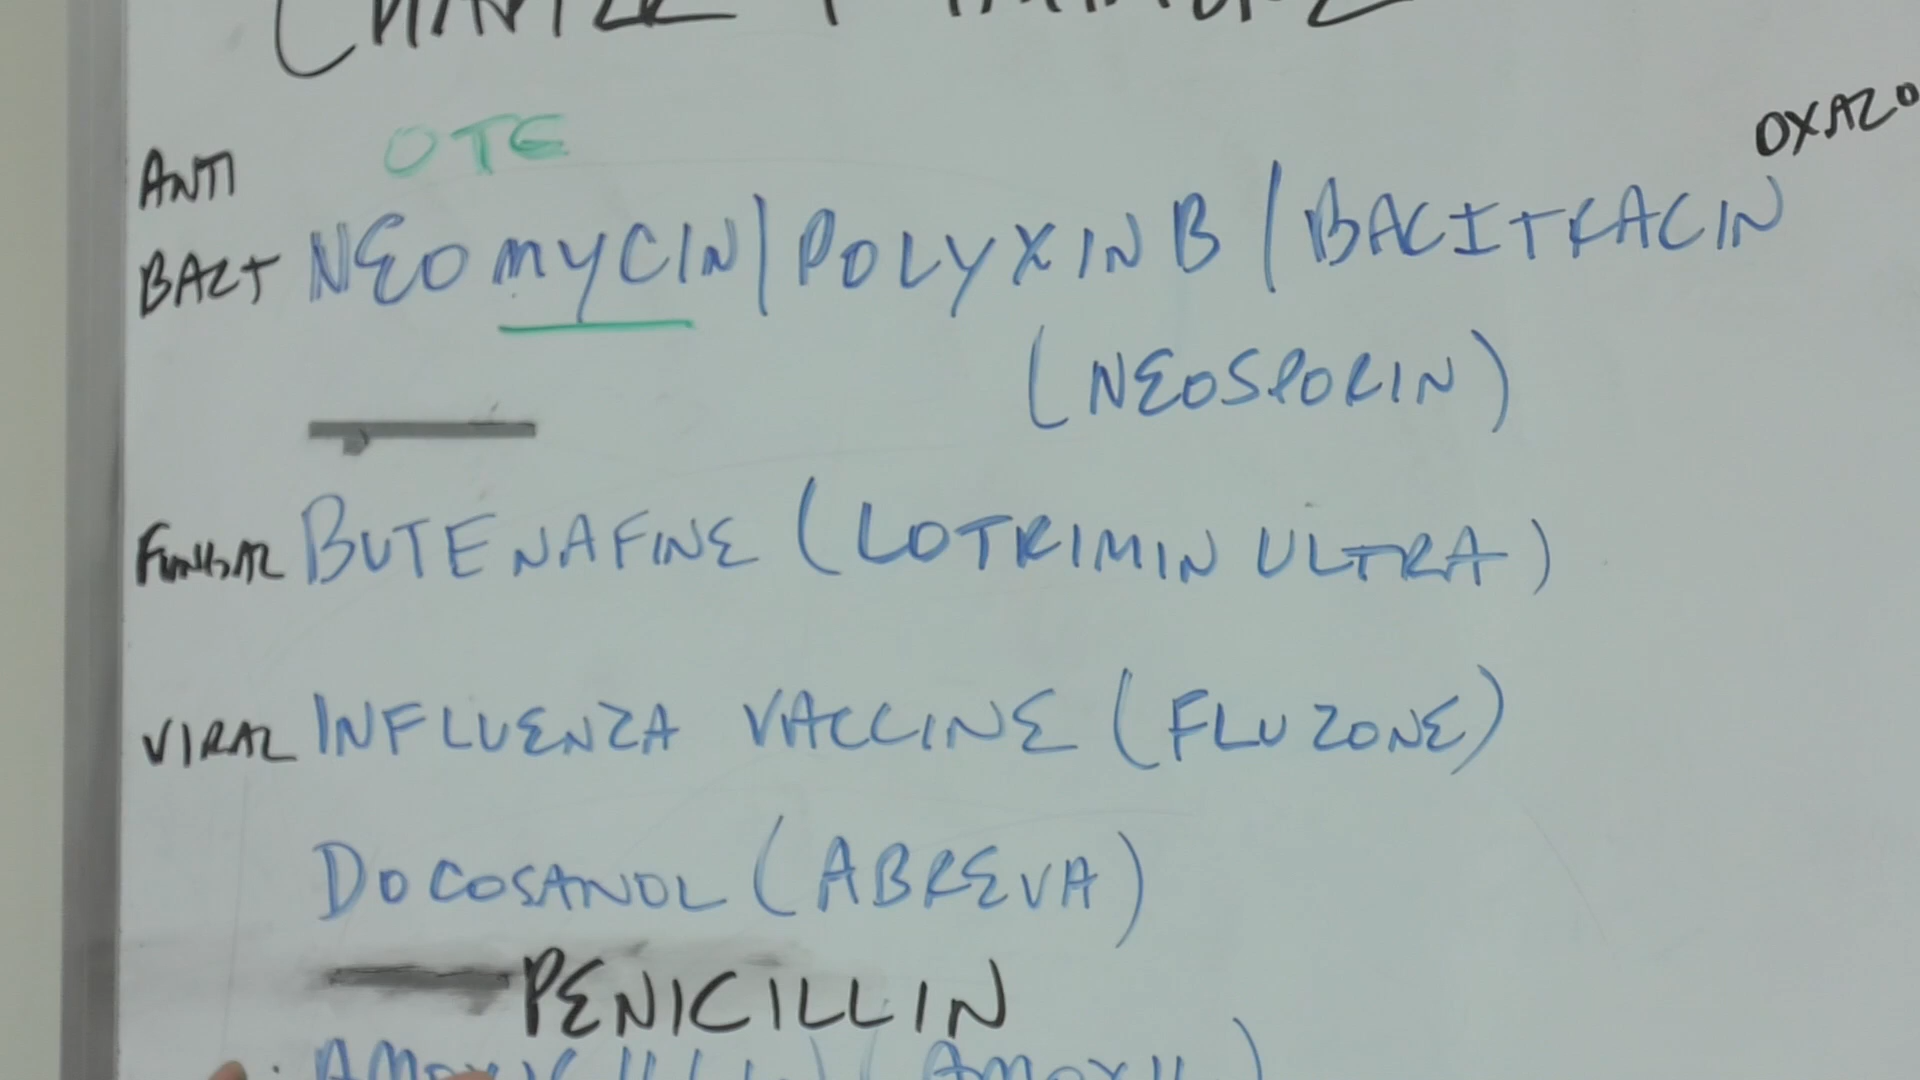 OTC
OXAZO
ANTI
BACT NEOMYCIN/POLYXIN B/BACITRACIN
(NEOSPORIN)
FUNGAL BUTENAFINE (LOTRIMIN ULTRA)
VIRAL INFLUENZA VACCINE (FLUZONE)
DOCOSANOL (ABREVA)
PENICILLIN